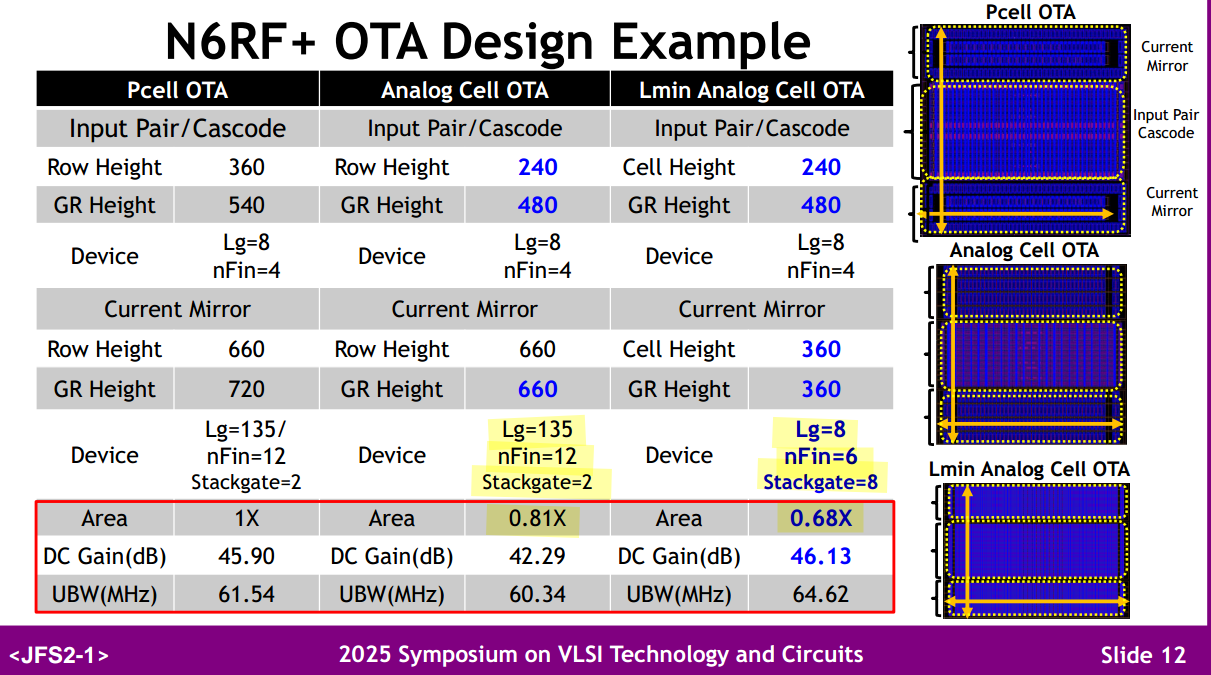 N6RF+ OTA Design Example
Pcell OTA Analog Cell OTA Lmin Analog Cell OTA
Input Pair/Cascode Input Pair/Cascode Input Pair/Cascode
Row Height 360 Row Height 240 Cell Height 240
GR Height 540 GR Height 480 GR Height 480
Device Lg=8 nFin=4 Device Lg=8 nFin=4 Device Lg=8 nFin=4
Current Mirror Current Mirror Current Mirror
Row Height 660 Row Height 660 Cell Height 360
GR Height 720 GR Height 660 GR Height 360
Device Lg=135/ nFin=12 Stackgate=2 Device Lg=135 nFin=12 Stackgate=2 Device Lg=8 nFin=6 Stackgate=8
Area 1X Area 0.81X Area 0.68X
DC Gain(dB) 45.90 DC Gain(dB) 42.29 DC Gain(dB) 46.13
UBW(MHz) 61.54 UBW(MHz) 60.34 UBW(MHz) 64.62
Pcell OTA
Current
Mirror
Input Pair
Cascode
Current
Mirror
Analog Cell OTA
Lmin Analog Cell OTA
<JFS2-1> 2025 Symposium on VLSI Technology and Circuits Slide 12